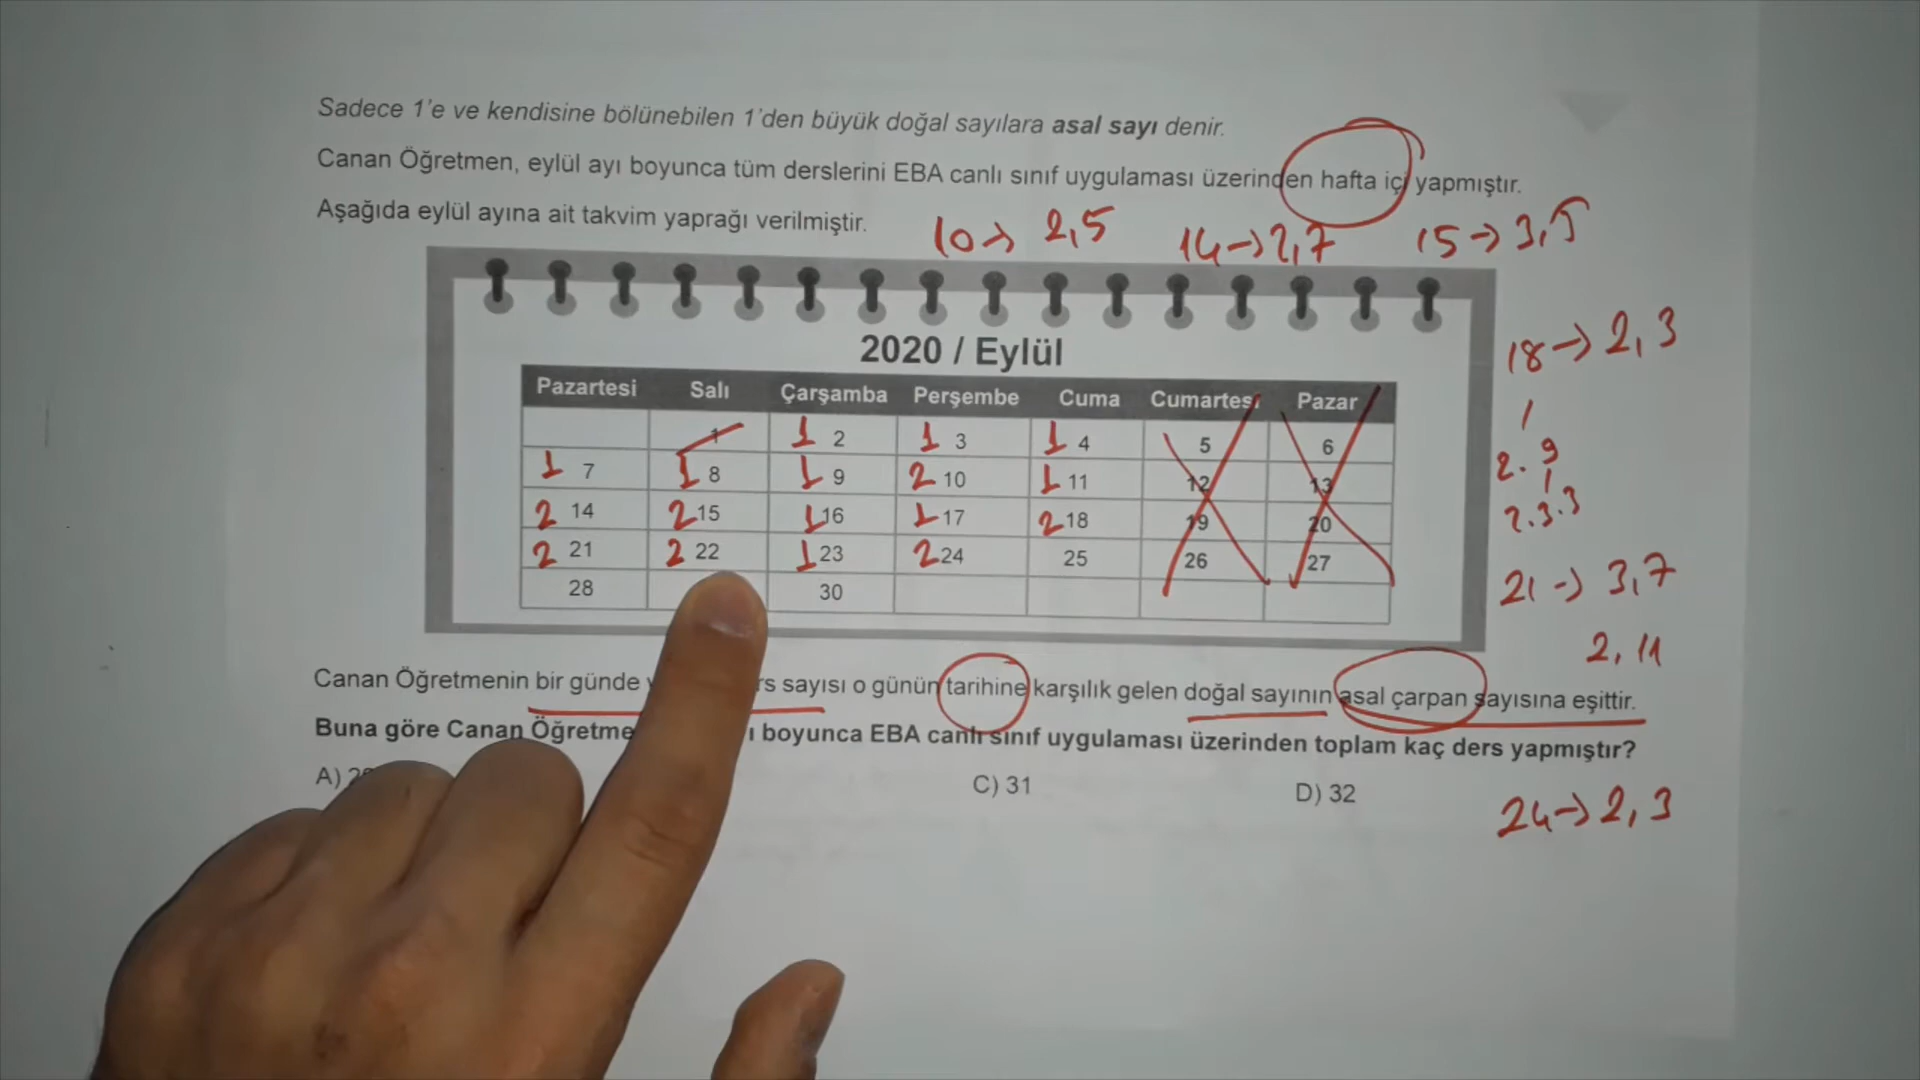 Sadece 1'e ve kendisine bölünebilen 1'den büyük doğal sayılara asal sayı denir.
Canan Öğretmen, eylül ayı boyunca tüm derslerini EBA canlı sınıf uygulaması üzerinden hafta içi yapmıştır.
Aşağıda eylül ayına ait takvim yaprağı verilmiştir.
10→ 2,5 14→2,7 15→3,5
2020 / Eylül
18→2,3
Pazartesi Salı Çarşamba Perşembe Cuma Cumartesi Pazar
1 1 2 1 3 1 4 5 6
2.9
1 7 1 8 1 9 2 10 1 11 12 13
2.3.3
2 14 2 15 1 16 1 17 2 18 19 20
2 21 2 22 1 23 2 24 25 26 27
21→3,7
28 30
2,11
Canan Öğretmenin bir günde sayısı o günün tarihine karşılık gelen doğal sayının asal çarpan sayısına eşittir.
Buna göre Canan boyunca EBA canlı sınıf uygulaması üzerinden toplam kaç ders yapmıştır?
A) C) 31 D) 32
24→2,3